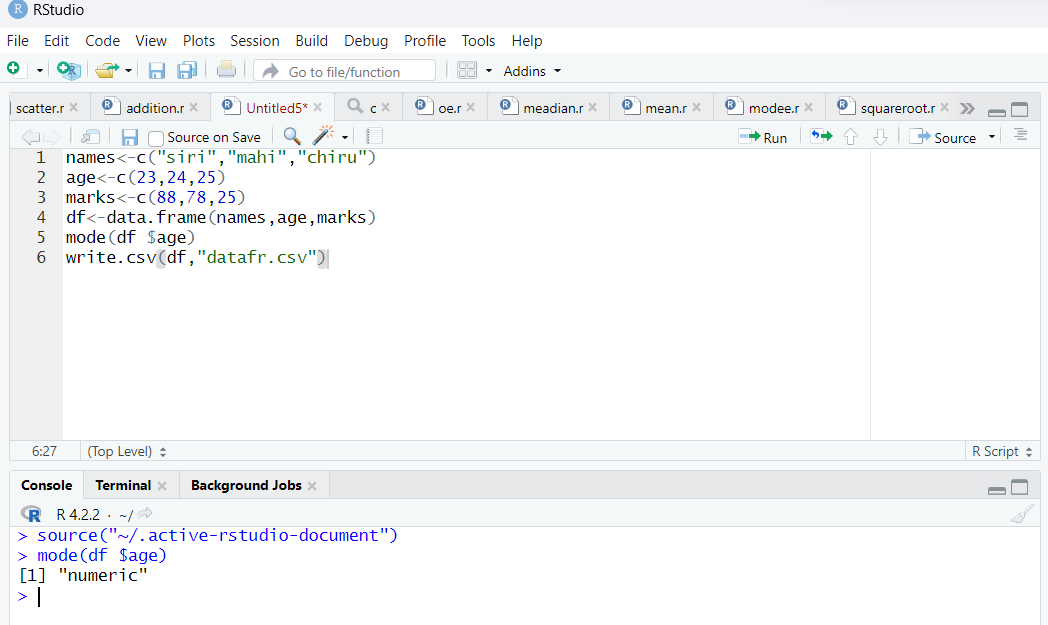 R RStudio
File Edit Code View Plots Session Build Debug Profile Tools Help
Go to file/function Addins
scatter.r addition.r Untitled5* c oe.r meadian.r mean.r modee.r squareroot.r
Source on Save Run Source
1 names<-c("siri","mahi","chiru")
2 age<-c(23,24,25)
3 marks<-c(88,78,25)
4 df<-data.frame(names,age,marks)
5 mode(df $age)
6 write.csv(df,"datafr.csv")
6:27 (Top Level) R Script
Console Terminal Background Jobs
R R 4.2.2 · ~/
> source("~/.active-rstudio-document")
> mode(df $age)
[1] "numeric"
>